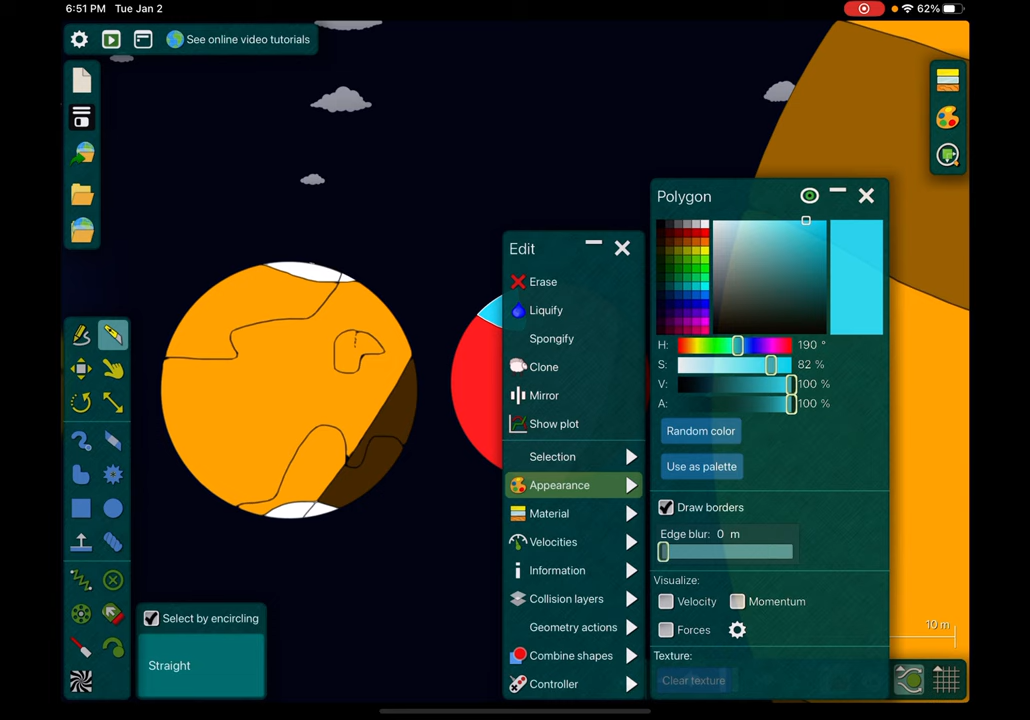 6:51 PM Tue Jan 2
62%
See online video tutorials
Polygon
Edit
Erase
Liquify
Spongify
Clone
Mirror
Show plot
Selection
Appearance
Material
Velocities
Information
Collision layers
Geometry actions
Combine shapes
Controller
H: 190 °
S: 82 %
V: 100 %
A: 100 %
Random color
Use as palette
Draw borders
Edge blur: 0 m
Visualize:
Velocity Momentum
Forces
Texture:
Clear texture
Select by encircling
Straight
10 m